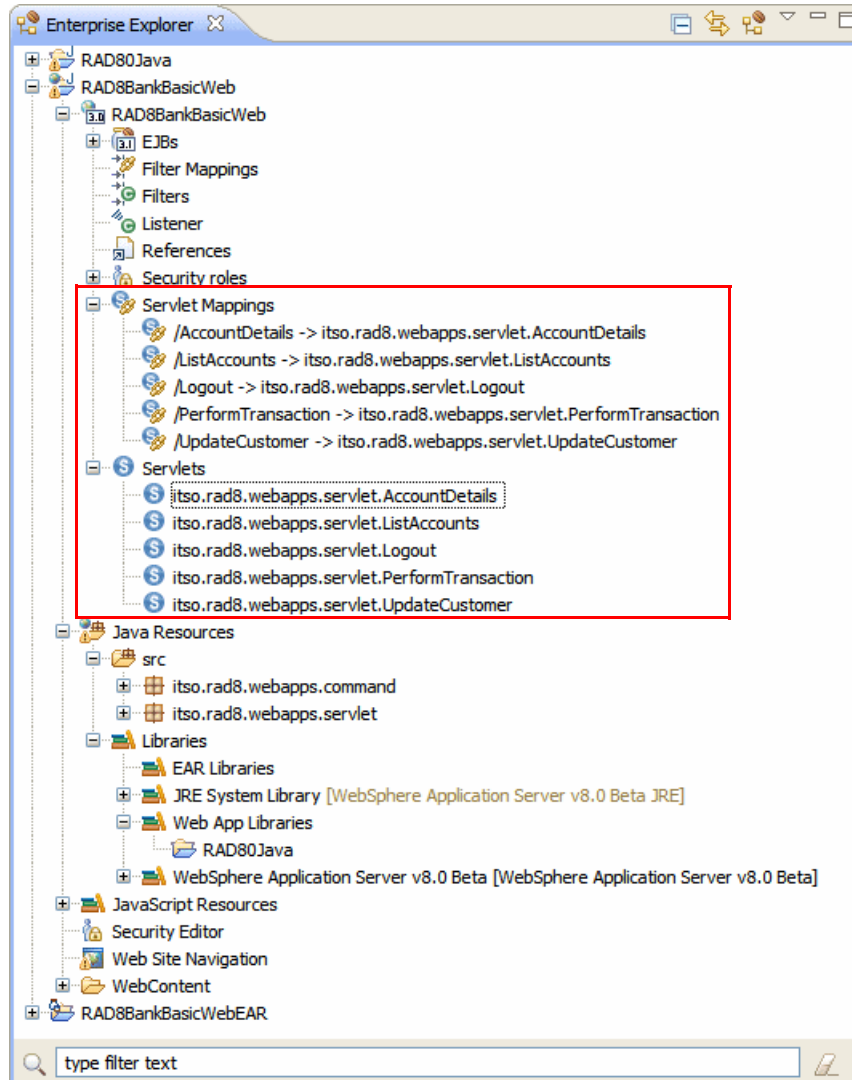 Enterprise Explorer
RAD80Java
RAD8BankBasicWeb
3.0 RAD8BankBasicWeb
3.1 EJBs
Filter Mappings
Filters
Listener
References
Security roles
Servlet Mappings
/AccountDetails -> itso.rad8.webapps.servlet.AccountDetails
/ListAccounts -> itso.rad8.webapps.servlet.ListAccounts
/Logout -> itso.rad8.webapps.servlet.Logout
/PerformTransaction -> itso.rad8.webapps.servlet.PerformTransaction
/UpdateCustomer -> itso.rad8.webapps.servlet.UpdateCustomer
Servlets
itso.rad8.webapps.servlet.AccountDetails
itso.rad8.webapps.servlet.ListAccounts
itso.rad8.webapps.servlet.Logout
itso.rad8.webapps.servlet.PerformTransaction
itso.rad8.webapps.servlet.UpdateCustomer
Java Resources
src
itso.rad8.webapps.command
itso.rad8.webapps.servlet
Libraries
EAR Libraries
JRE System Library [WebSphere Application Server v8.0 Beta JRE]
Web App Libraries
RAD80Java
WebSphere Application Server v8.0 Beta [WebSphere Application Server v8.0 Beta]
JavaScript Resources
Security Editor
Web Site Navigation
WebContent
RAD8BankBasicWebEAR
type filter text